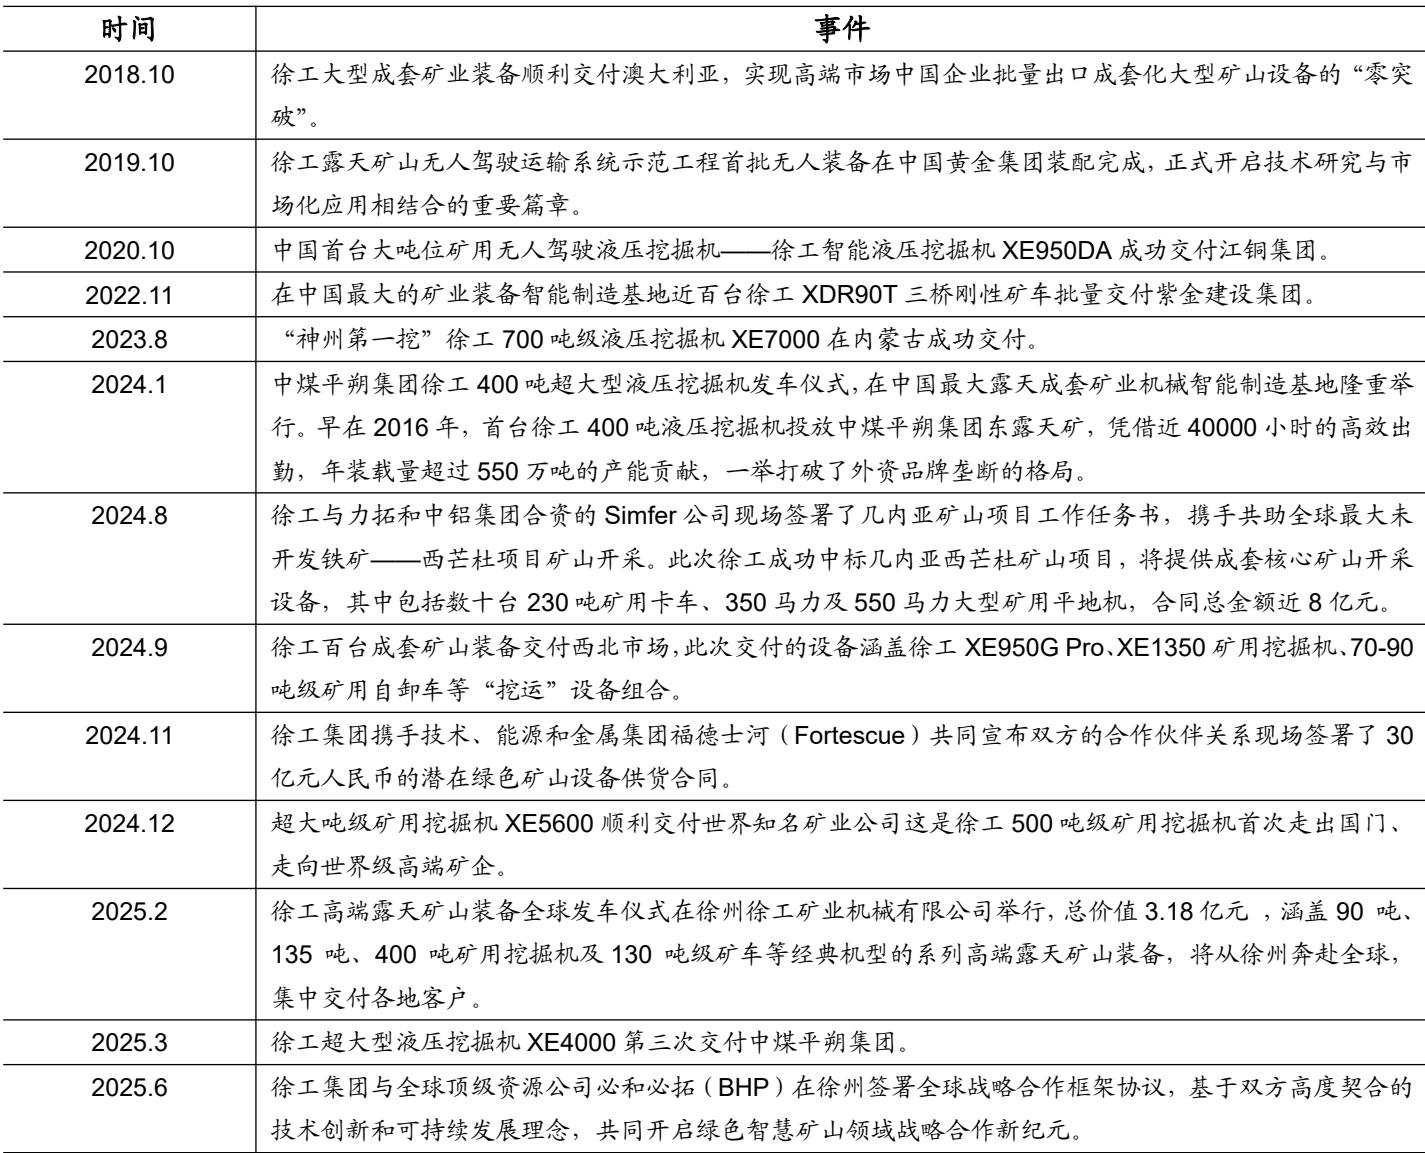 时间 事件
2018.10 徐工大型成套矿业装备顺利交付澳大利亚，实现高端市场中国企业批量出口成套化大型矿山设备的“零突
破”。
2019.10 徐工露天矿山无人驾驶运输系统示范工程首批无人装备在中国黄金集团装配完成，正式开启技术研究与市
场化应用相结合的重要篇章。
2020.10 中国首台大吨位矿用无人驾驶液压挖掘机——徐工智能液压挖掘机 XE950DA 成功交付江铜集团。
2022.11 在中国最大的矿业装备智能制造基地近百台徐工 XDR90T 三桥刚性矿车批量交付紫金建设集团。
2023.8 “神州第一挖”徐工 700 吨级液压挖掘机 XE7000 在内蒙古成功交付。
2024.1 中煤平朔集团徐工 400 吨超大型液压挖掘机发车仪式，在中国最大露天成套矿业机械智能制造基地隆重举
行。早在 2016 年，首台徐工 400 吨液压挖掘机投放中煤平朔集团东露天矿，凭借近 40000 小时的高效出
勤，年装载量超过 550 万吨的产能贡献，一举打破了外资品牌垄断的格局。
2024.8 徐工与力拓和中铝集团合资的 Simfer 公司现场签署了几内亚矿山项目工作任务书，携手共助全球最大未
开发铁矿——西芒杜项目矿山开采。此次徐工成功中标几内亚西芒杜矿山项目，将提供成套核心矿山开采
设备，其中包括数十台 230 吨矿用卡车、350 马力及 550 马力大型矿用平地机，合同总金额近 8 亿元。
2024.9 徐工百台成套矿山装备交付西北市场，此次交付的设备涵盖徐工 XE950G Pro、XE1350 矿用挖掘机、70-90
吨级矿用自卸车等“挖运”设备组合。
2024.11 徐工集团携手技术、能源和金属集团福德士河（Fortescue）共同宣布双方的合作伙伴关系现场签署了 30
亿元人民币的潜在绿色矿山设备供货合同。
2024.12 超大吨级矿用挖掘机 XE5600 顺利交付世界知名矿业公司这是徐工 500 吨级矿用挖掘机首次走出国门、
走向世界级高端矿企。
2025.2 徐工高端露天矿山装备全球发车仪式在徐州徐工矿业机械有限公司举行，总价值 3.18 亿元 ，涵盖 90 吨、
135 吨、400 吨矿用挖掘机及 130 吨级矿车等经典机型的系列高端露天矿山装备，将从徐州奔赴全球，
集中交付各地客户。
2025.3 徐工超大型液压挖掘机 XE4000 第三次交付中煤平朔集团。
2025.6 徐工集团与全球顶级资源公司必和必拓（BHP）在徐州签署全球战略合作框架协议，基于双方高度契合的
技术创新和可持续发展理念，共同开启绿色智慧矿山领域战略合作新纪元。